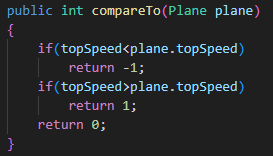 public int compareTo(Plane plane)
{
    if(topSpeed<plane.topSpeed)
        return -1;
    if(topSpeed>plane.topSpeed)
        return 1;
    return 0;
}